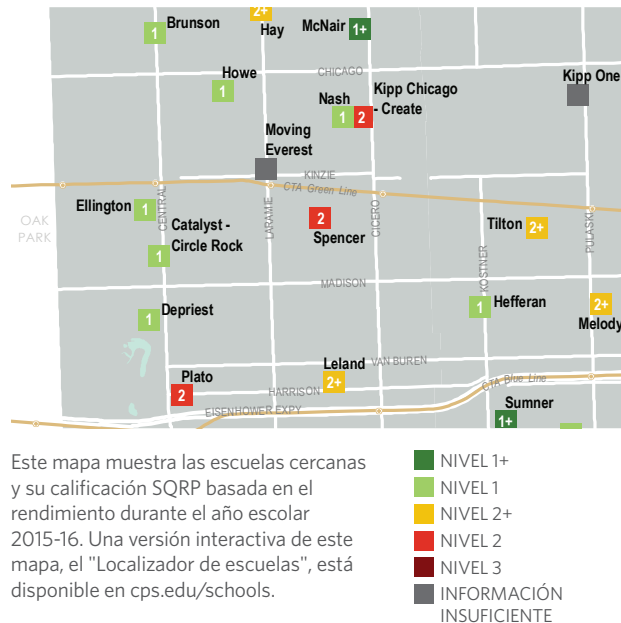 Brunson
1
2+
Hay
McNair
1+
Howe
1
CHICAGO
Kipp One
Nash
1
2
Kipp Chicago
- Create
Moving
Everest
KINZIE
CTA Green Line
OAK
PARK
Ellington
1
CENTRAL
Catalyst -
Circle Rock
1
LARAMIE
2
Spencer
CICERO
Tilton
2+
PULASKI
KOSTNER
MADISON
Depriest
1
1
Hefferan
2+
Melody
Plato
2
Leland
2+
VAN BUREN
HARRISON
CTA Blue Line
EISENHOWER EXPY
Sumner
1+
Este mapa muestra las escuelas cercanas
y su calificación SQRP basada en el
rendimiento durante el año escolar
2015-16. Una versión interactiva de este
mapa, el "Localizador de escuelas", está
disponible en cps.edu/schools.
NIVEL 1+
NIVEL 1
NIVEL 2+
NIVEL 2
NIVEL 3
INFORMACIÓN
INSUFICIENTE